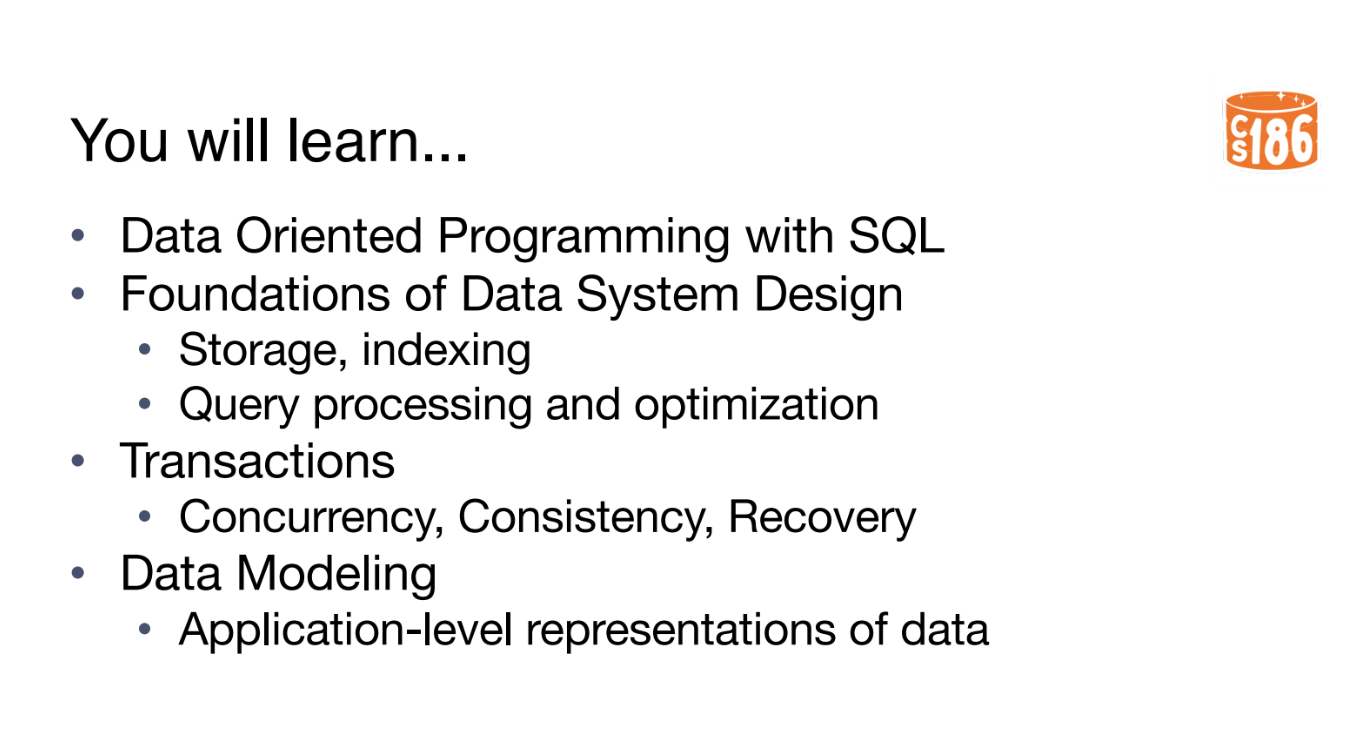 You will learn...
CS186
• Data Oriented Programming with SQL
• Foundations of Data System Design
• Storage, indexing
• Query processing and optimization
• Transactions
• Concurrency, Consistency, Recovery
• Data Modeling
• Application-level representations of data